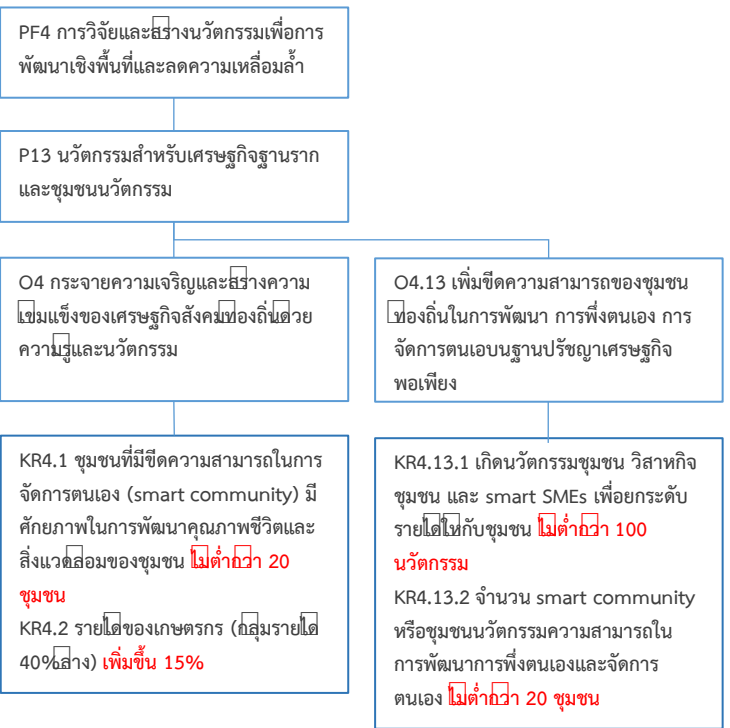 PF4 การวิจัยและสร้างนวัตกรรมเพื่อการ
พัฒนาเชิงพื้นที่และลดความเหลื่อมล้ำ
P13 นวัตกรรมสำหรับเศรษฐกิจฐานราก
และชุมชนนวัตกรรม
O4 กระจายความเจริญและสร้างความ
เข้มแข็งของเศรษฐกิจสังคมท้องถิ่นด้วย
ความรู้และนวัตกรรม
O4.13 เพิ่มขีดความสามารถของชุมชน
ท้องถิ่นในการพัฒนา การพึ่งตนเอง การ
จัดการตนเอบนฐานปรัชญาเศรษฐกิจ
พอเพียง
KR4.1 ชุมชนที่มีขีดความสามารถในการ
จัดการตนเอง (smart community) มี
ศักยภาพในการพัฒนาคุณภาพชีวิตและ
สิ่งแวดล้อมของชุมชน ไม่ต่ำกว่า 20
ชุมชน
KR4.2 รายได้ของเกษตรกร (กลุ่มรายได้
40%ล่าง) เพิ่มขึ้น 15%
KR4.13.1 เกิดนวัตกรรมชุมชน วิสาหกิจ
ชุมชน และ smart SMEs เพื่อยกระดับ
รายได้ให้กับชุมชน ไม่ต่ำกว่า 100
นวัตกรรม
KR4.13.2 จำนวน smart community
หรือชุมชนนวัตกรรมความสามารถใน
การพัฒนาการพึ่งตนเองและจัดการ
ตนเอง ไม่ต่ำกว่า 20 ชุมชน